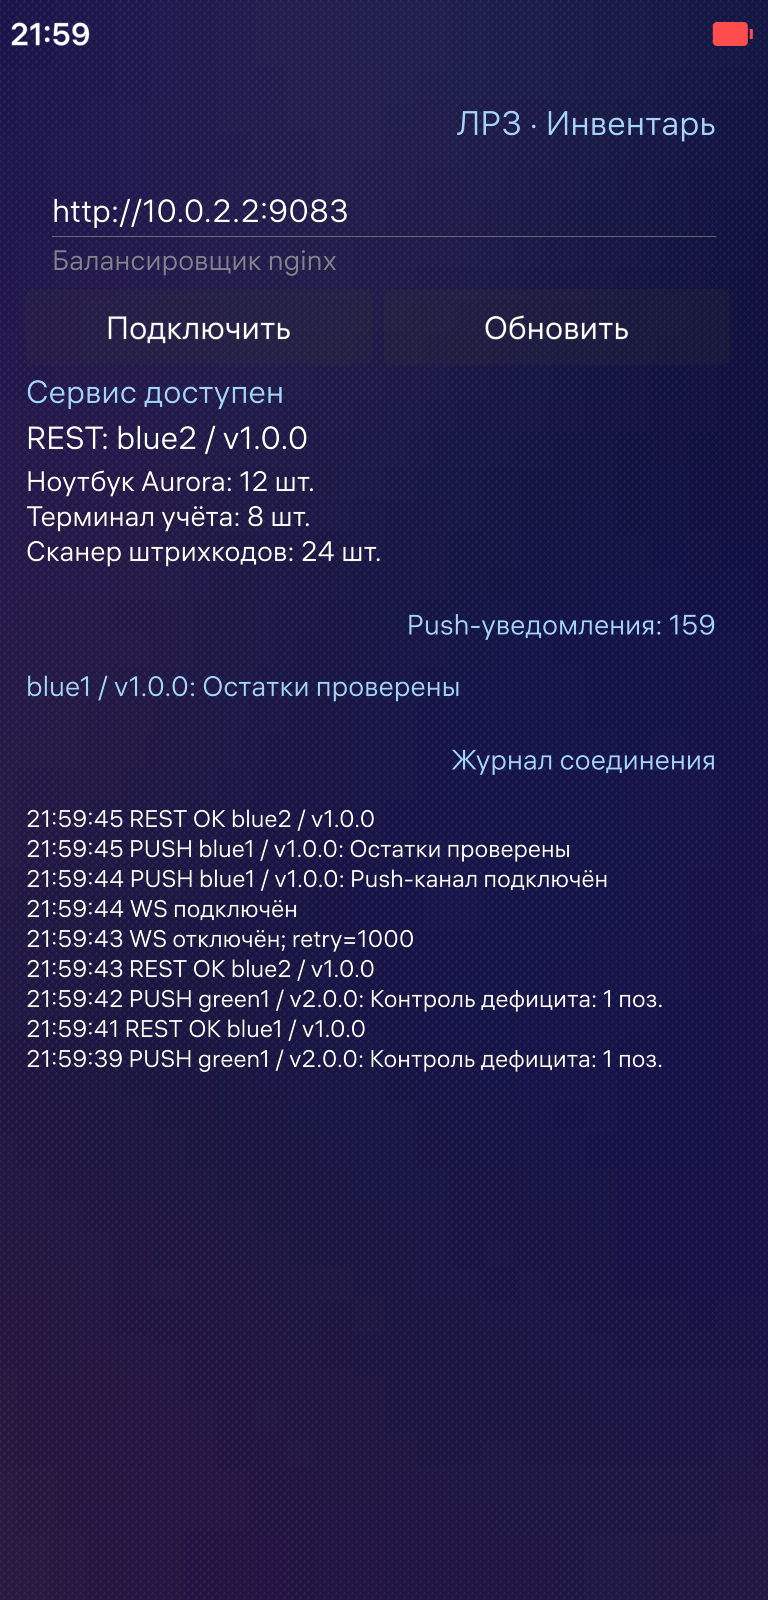 21:59
ЛР3 · Инвентарь
http://10.0.2.2:9083
Балансировщик nginx
Подключить
Обновить
Сервис доступен
REST: blue2 / v1.0.0
Ноутбук Aurora: 12 шт.
Терминал учёта: 8 шт.
Сканер штрихкодов: 24 шт.
Push-уведомления: 159
blue1 / v1.0.0: Остатки проверены
Журнал соединения
21:59:45 REST OK blue2 / v1.0.0
21:59:45 PUSH blue1 / v1.0.0: Остатки проверены
21:59:44 PUSH blue1 / v1.0.0: Push-канал подключён
21:59:44 WS подключён
21:59:43 WS отключён; retry=1000
21:59:43 REST OK blue2 / v1.0.0
21:59:42 PUSH green1 / v2.0.0: Контроль дефицита: 1 поз.
21:59:41 REST OK blue1 / v1.0.0
21:59:39 PUSH green1 / v2.0.0: Контроль дефицита: 1 поз.